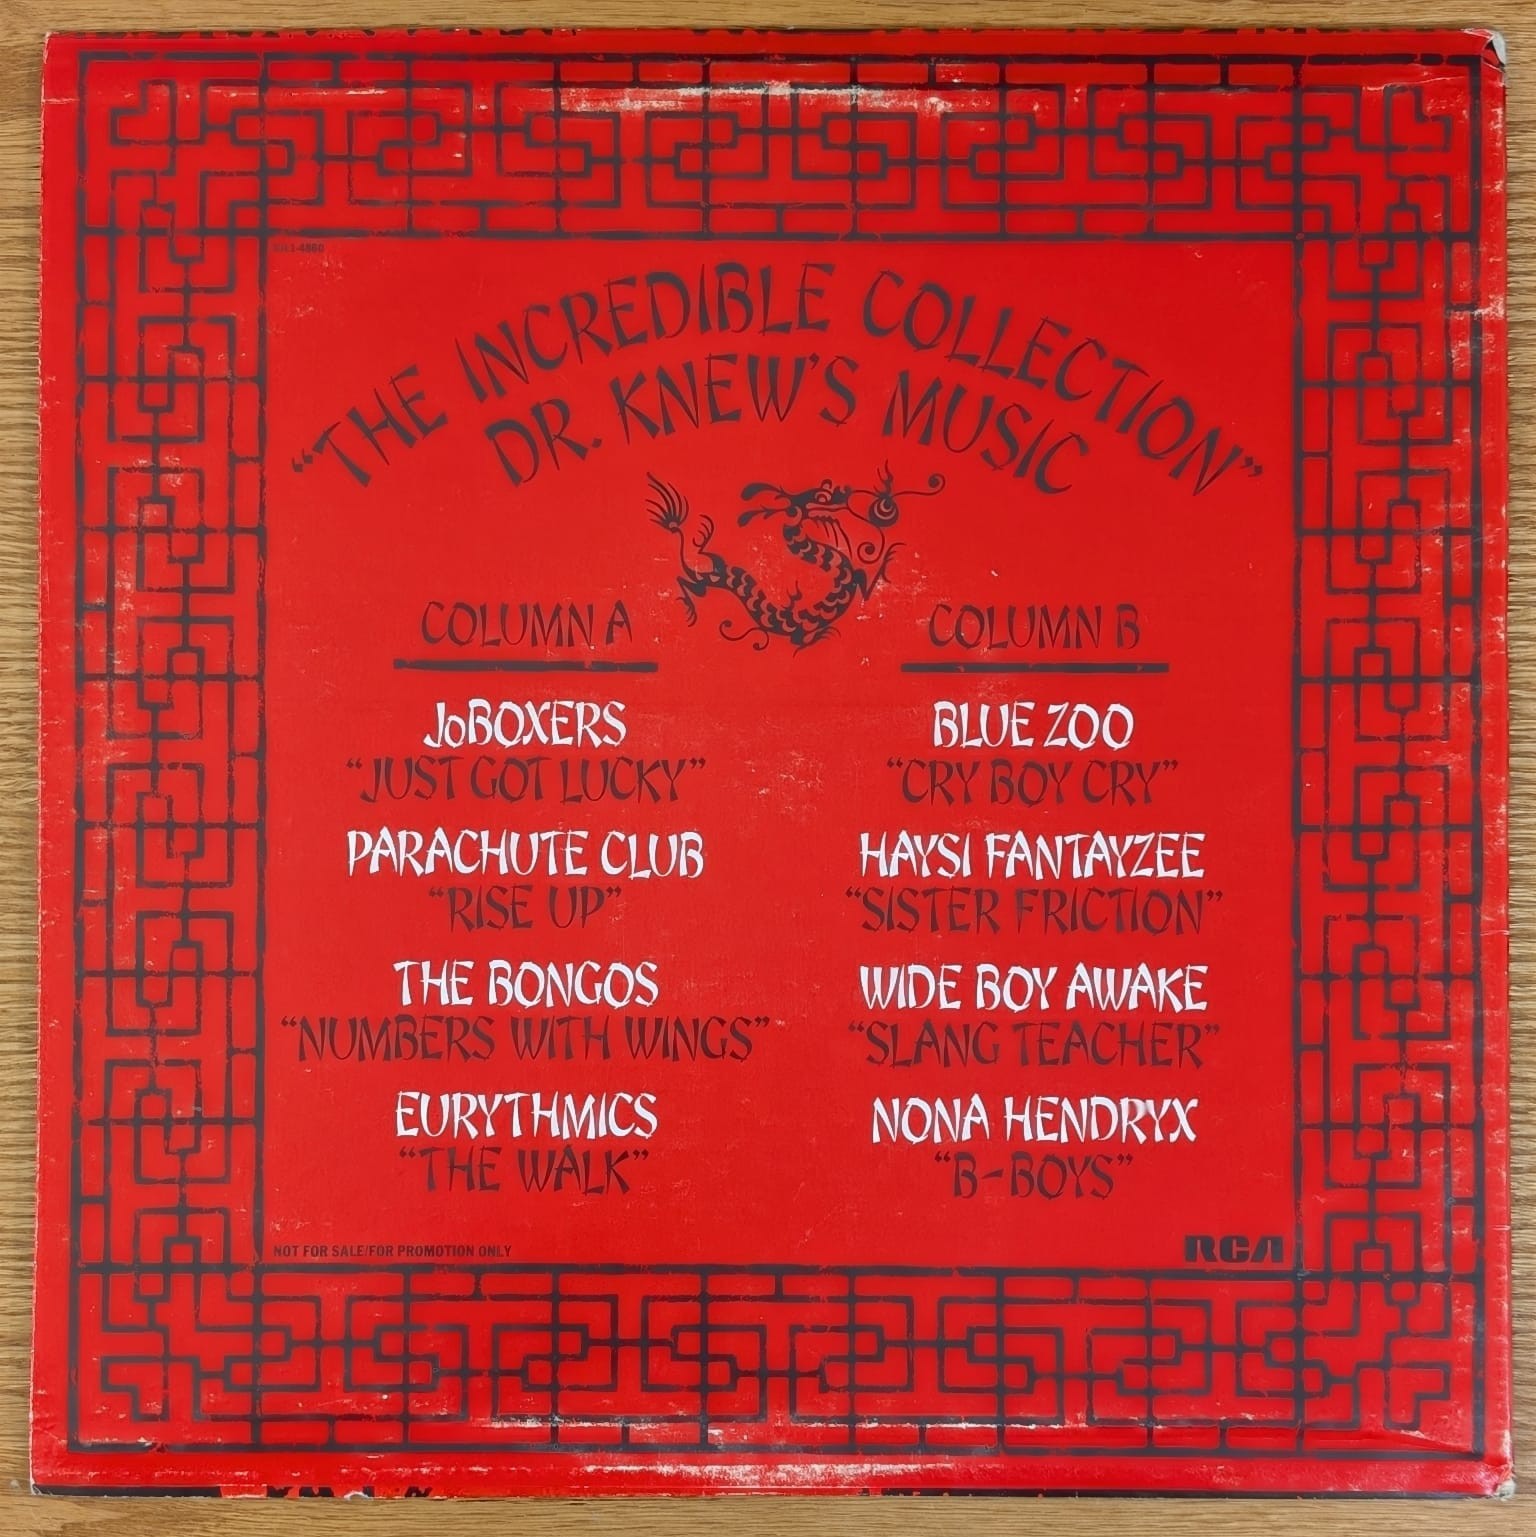 "THE INCREDIBLE COLLECTION"
DR. KNEW'S MUSIC
COLUMN A
JoBOXERS
"JUST GOT LUCKY"
PARACHUTE CLUB
"RISE UP"
THE BONGOS
"NUMBERS WITH WINGS"
EURYTHMICS
"THE WALK"
COLUMN B
BLUE ZOO
"CRY BOY CRY"
HAYSI FANTAYZEE
"SISTER FRICTION"
WIDE BOY AWAKE
"SLANG TEACHER"
NONA HENDRYX
"B-BOYS"
NOT FOR SALE/FOR PROMOTION ONLY
RCA